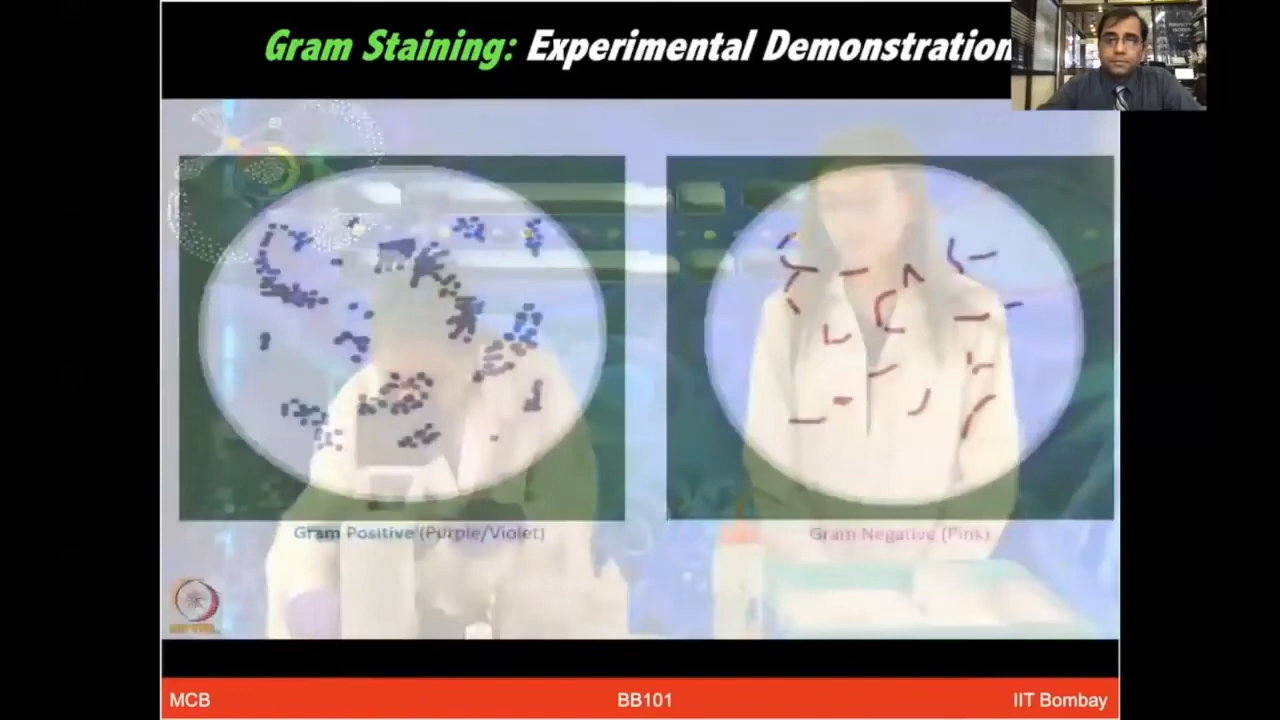 Gram Staining: Experimental Demonstration
Gram Positive (Purple/Violet)
Gram Negative (Pink)
MCB
BB101
IIT Bombay